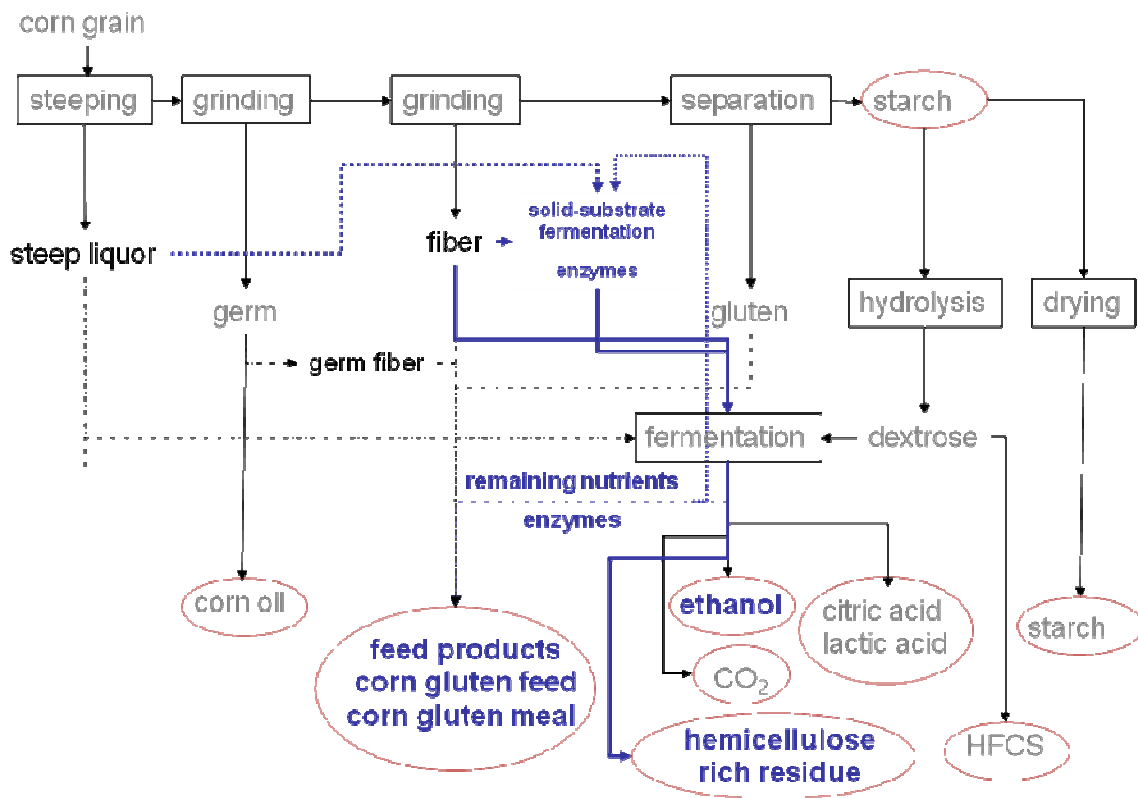 corn grain
steeping
grinding
grinding
separation
starch
solid-substrate
fermentation
enzymes
steep liquor
fiber
germ
gluten
hydrolysis
drying
germ fiber
fermentation
dextrose
remaining nutrients
enzymes
corn oil
ethanol
citric acid
lactic acid
starch
feed products
corn gluten feed
corn gluten meal
CO₂
hemicellulose
rich residue
HFCS